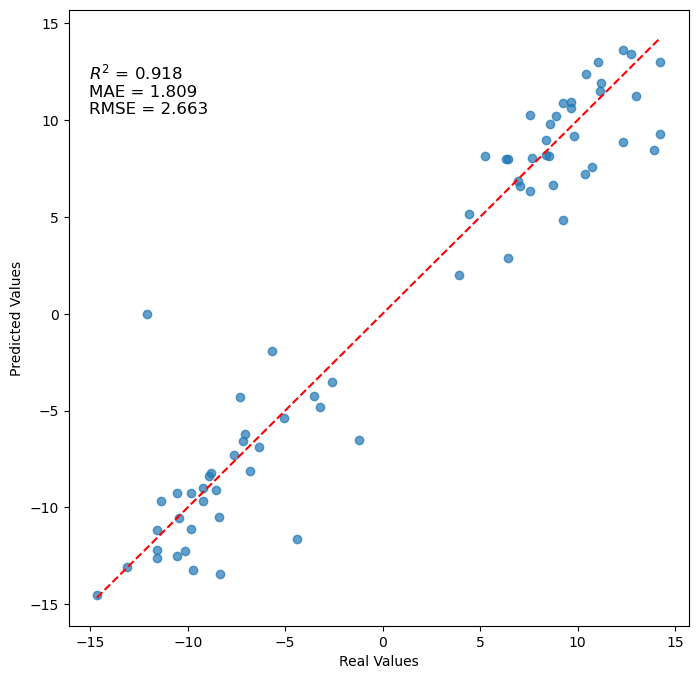 15
10
5
0
−5
−10
−15
R² = 0.918
MAE = 1.809
RMSE = 2.663
Predicted Values
−15 −10 −5 0 5 10 15
Real Values